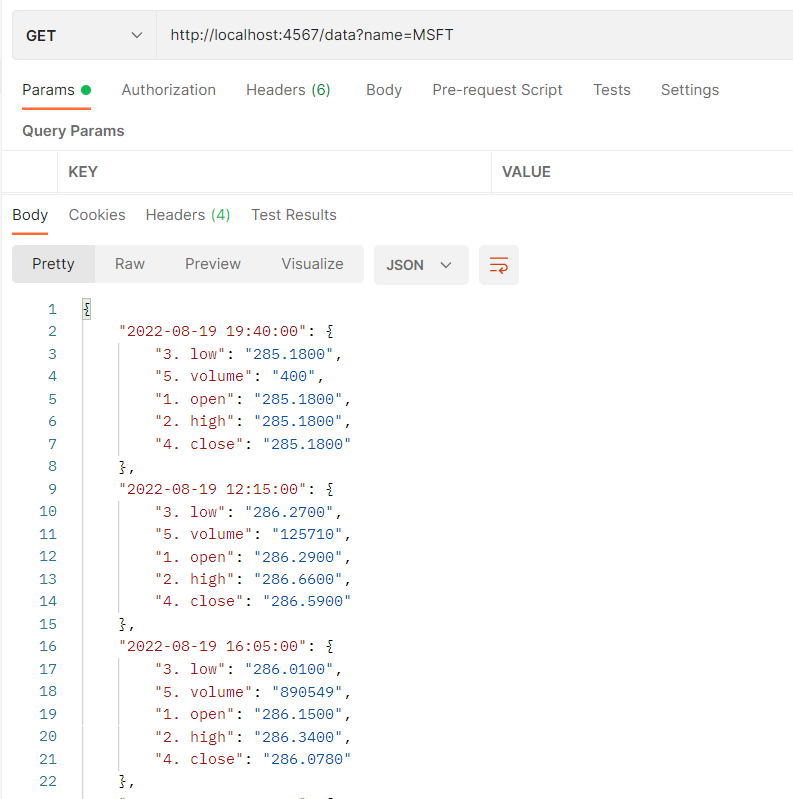 GET http://localhost:4567/data?name=MSFT
Params Authorization Headers (6) Body Pre-request Script Tests Settings
Query Params
KEY VALUE
Body Cookies Headers (4) Test Results
Pretty Raw Preview Visualize JSON
1 {
2 "2022-08-19 19:40:00": {
3 "3. low": "285.1800",
4 "5. volume": "400",
5 "1. open": "285.1800",
6 "2. high": "285.1800",
7 "4. close": "285.1800"
8 },
9 "2022-08-19 12:15:00": {
10 "3. low": "286.2700",
11 "5. volume": "125710",
12 "1. open": "286.2900",
13 "2. high": "286.6600",
14 "4. close": "286.5900"
15 },
16 "2022-08-19 16:05:00": {
17 "3. low": "286.0100",
18 "5. volume": "890549",
19 "1. open": "286.1500",
20 "2. high": "286.3400",
21 "4. close": "286.0780"
22 },